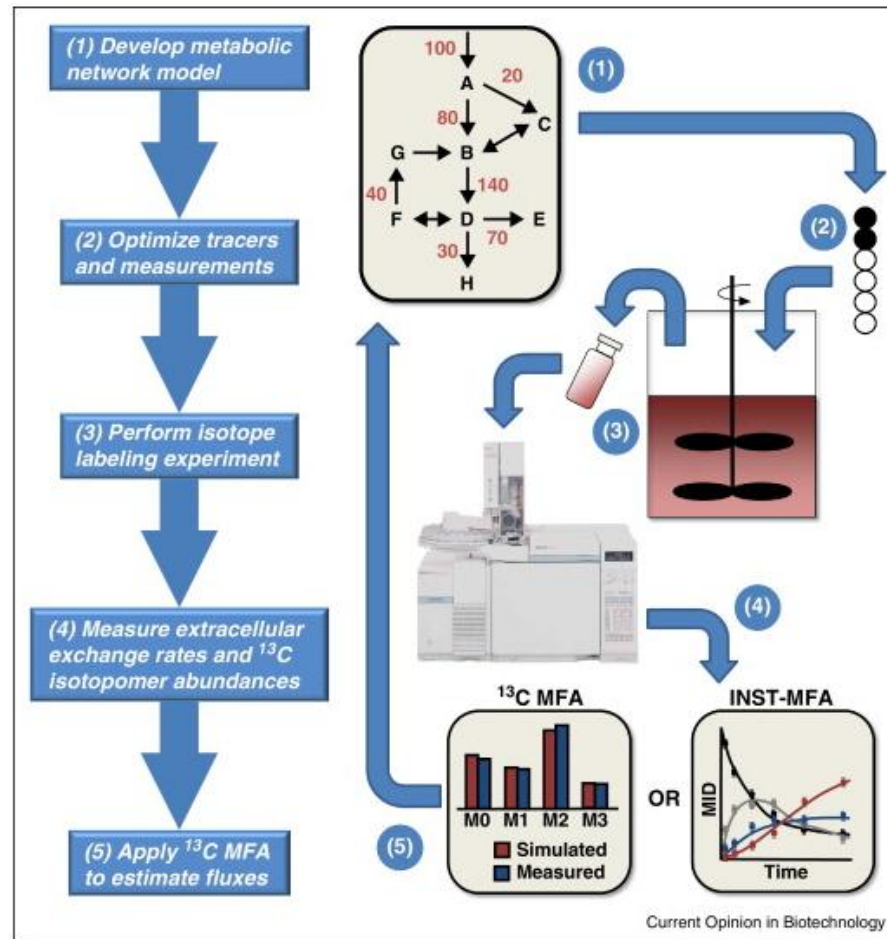 (1) Develop metabolic
network model
(2) Optimize tracers
and measurements
(3) Perform isotope
labeling experiment
(4) Measure extracellular
exchange rates and ¹³C
isotopomer abundances
(5) Apply ¹³C MFA
to estimate fluxes
100
A
20
80
C
G
B
40
140
F
D
E
30
70
H
(1)
(2)
(3)
(4)
¹³C MFA
M0 M1 M2 M3
Simulated
Measured
(5)
OR
INST-MFA
MID
Time
Current Opinion in Biotechnology